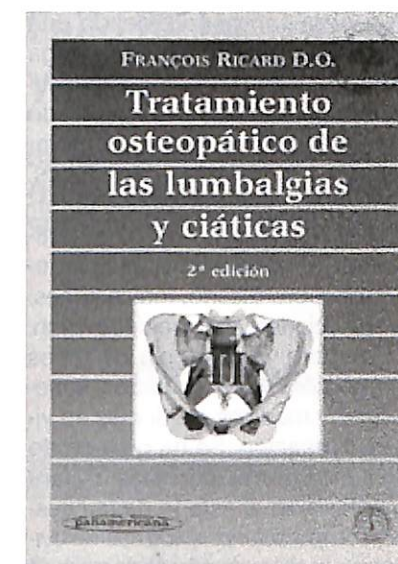 FRANÇOIS RICARD D.O.
Tratamiento
osteopático de
las lumbalgias
y ciáticas
2ª edición
panamericana